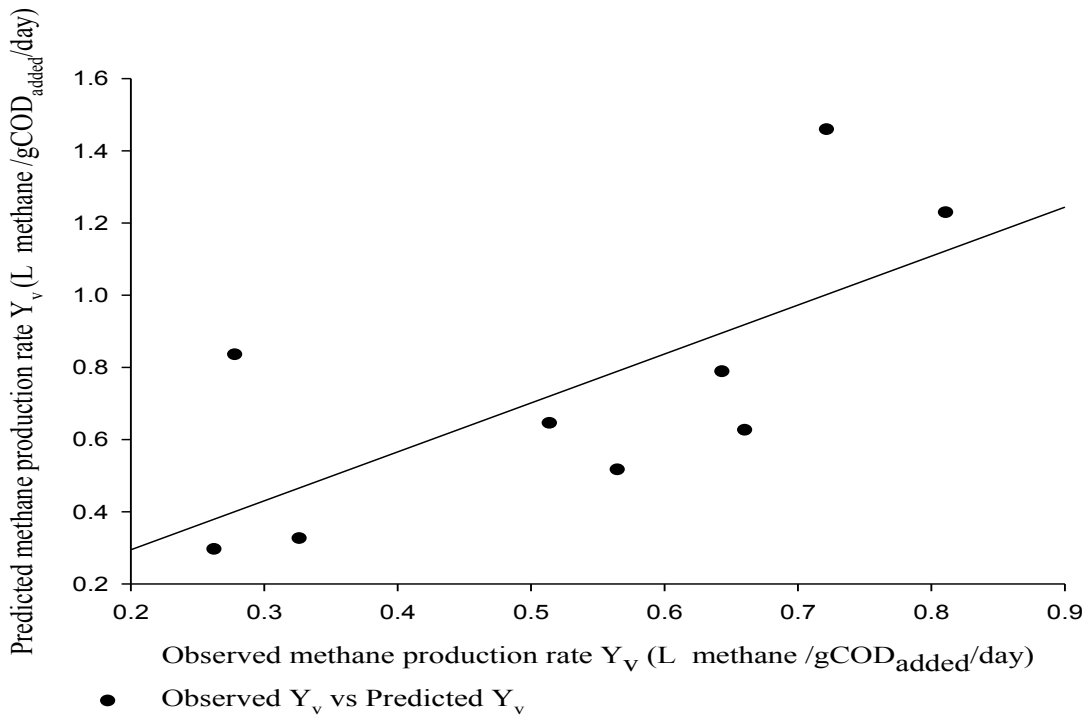 Predicted methane production rate Yv (L methane /gCODadded/day)
1.6
1.4
1.2
1.0
0.8
0.6
0.4
0.2
0.2 0.3 0.4 0.5 0.6 0.7 0.8 0.9
Observed methane production rate Yv (L methane /gCODadded/day)
Observed Yv vs Predicted Yv